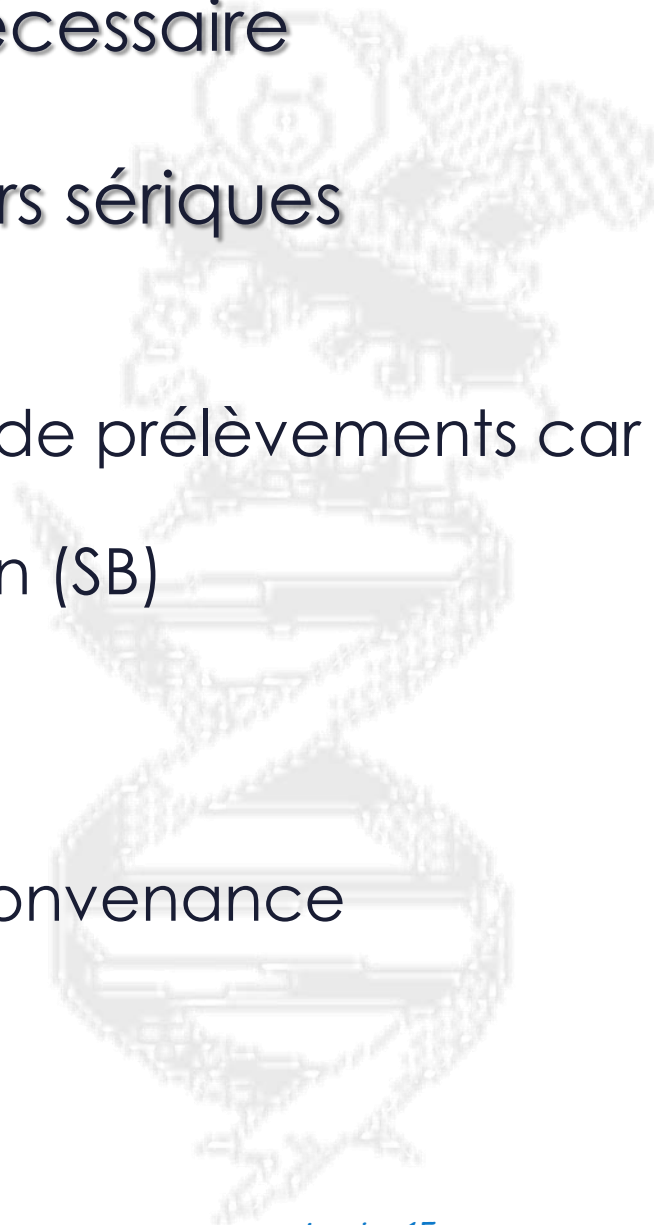 ecessaire
rs sériques
de prélèvements car
n (SB)
onvenance